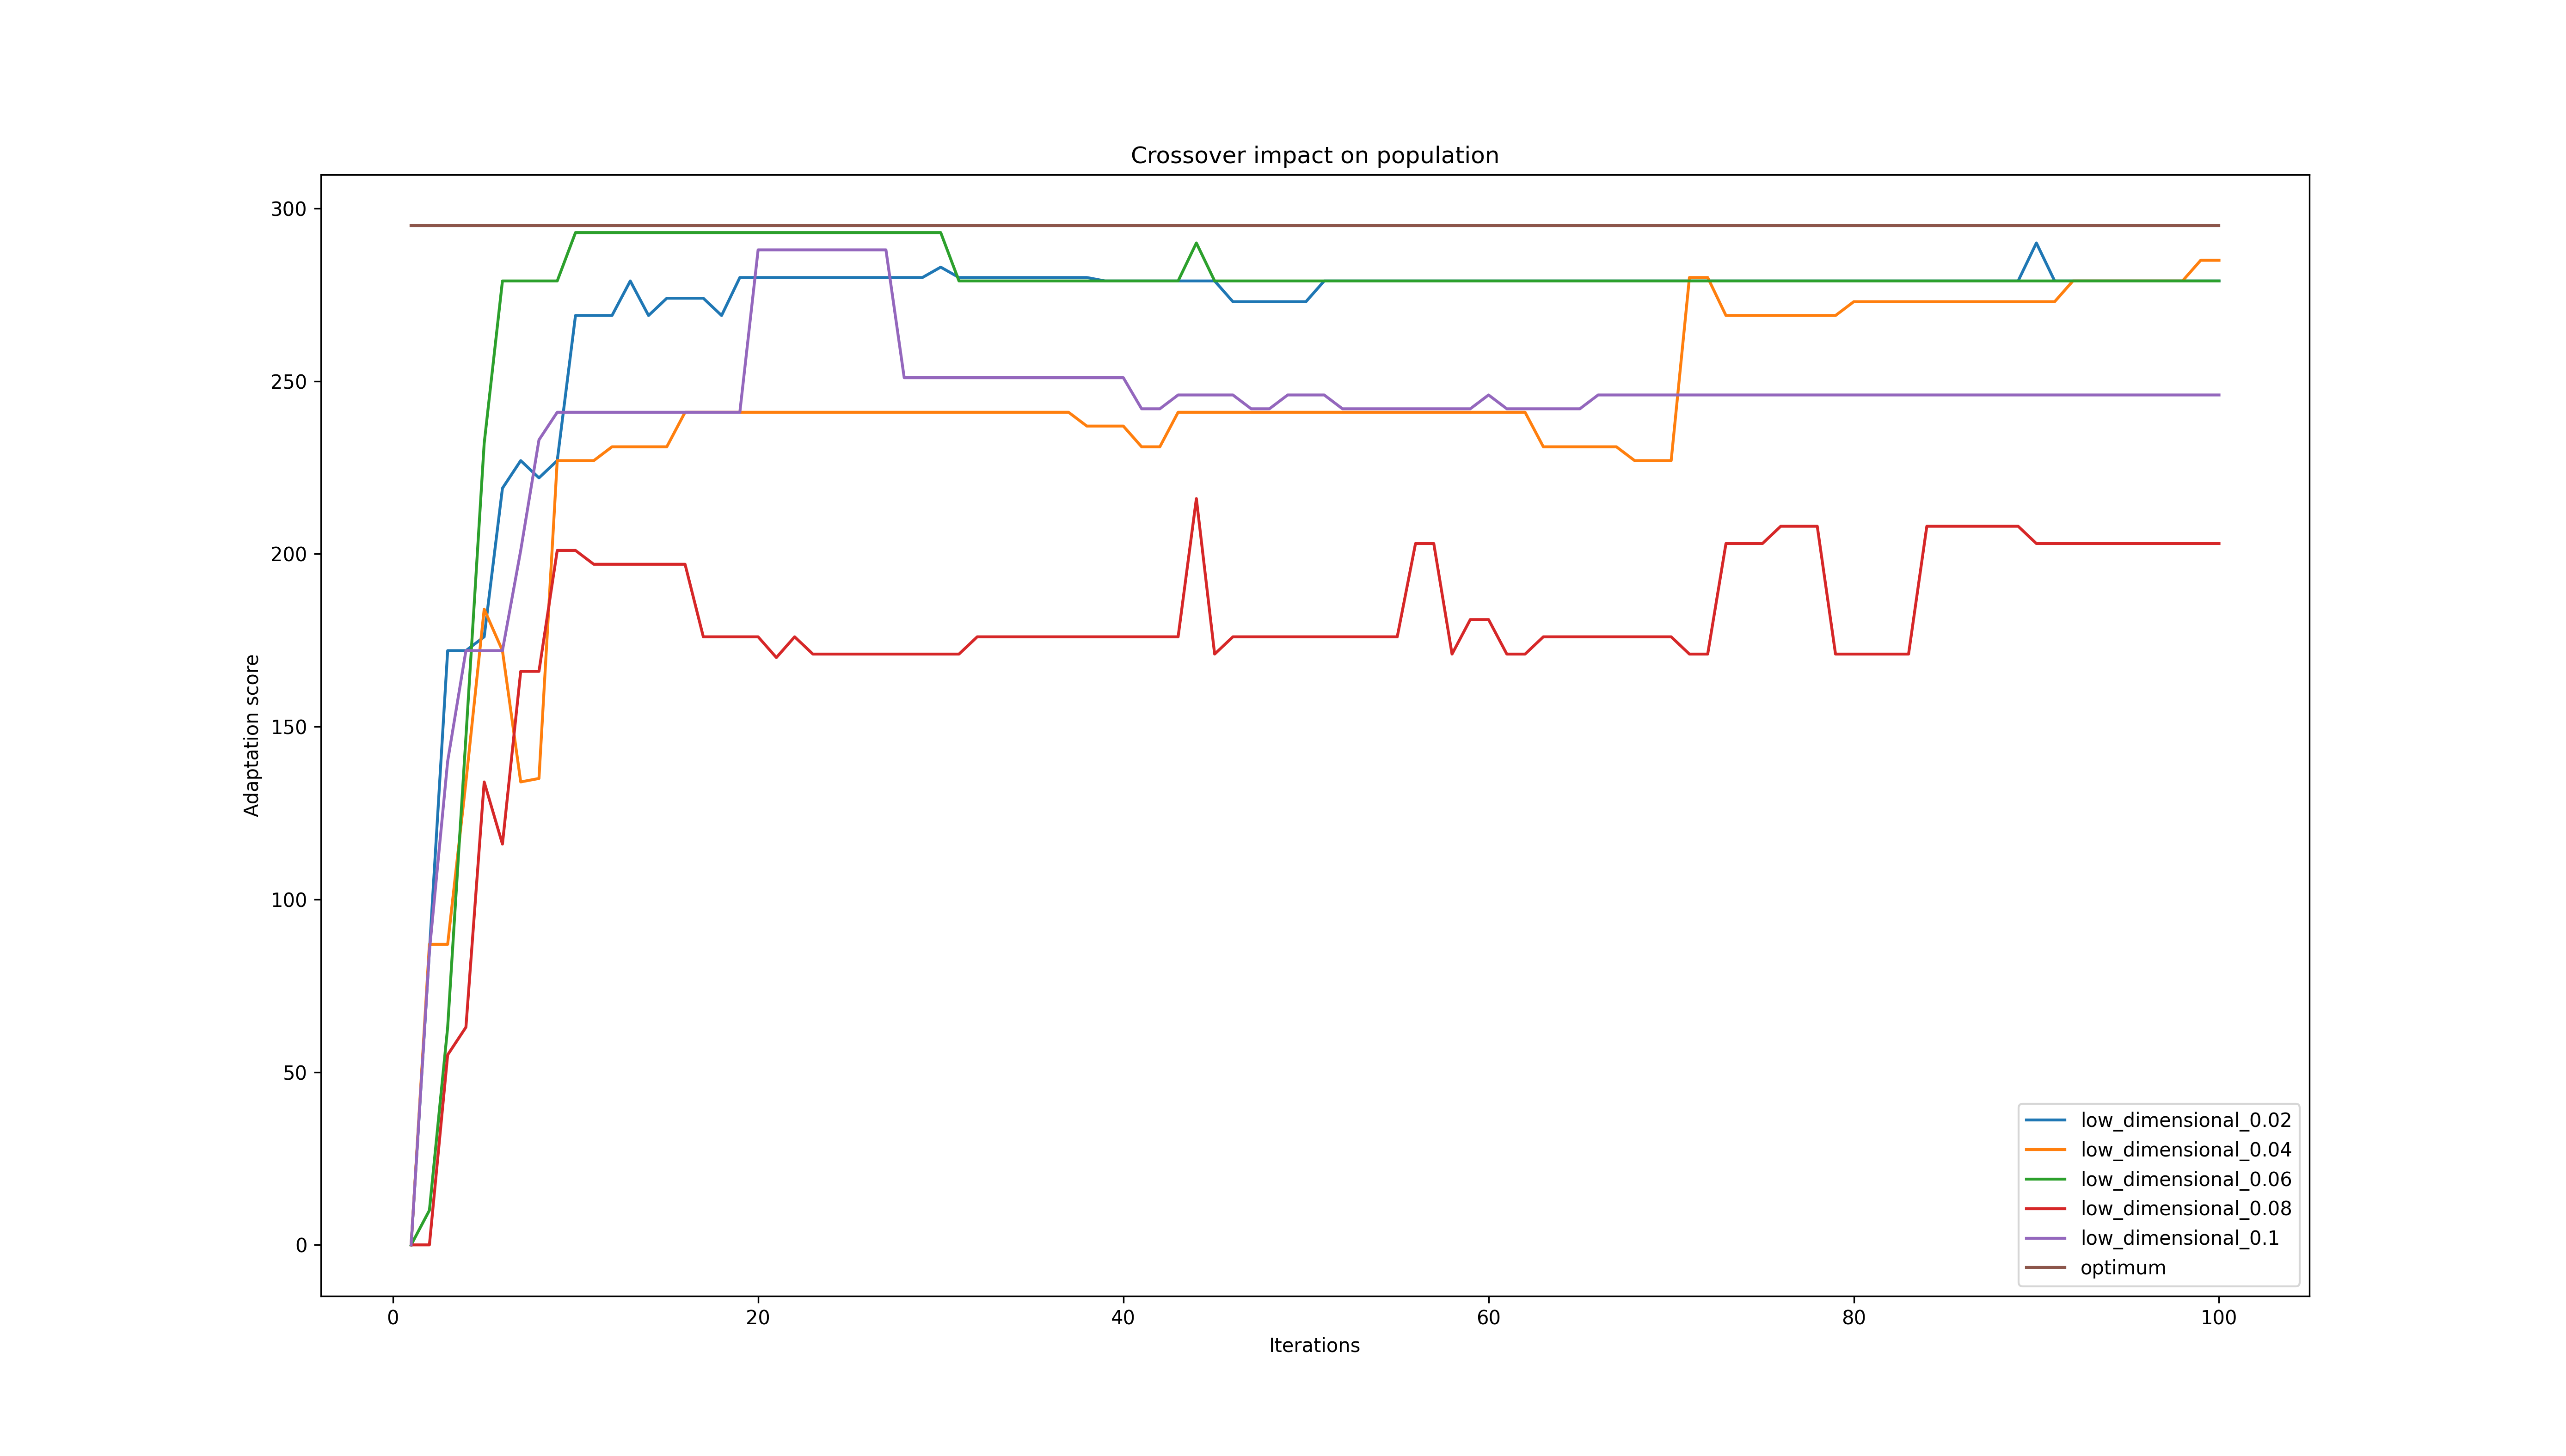 Crossover impact on population
300
250
200
150
100
50
0
Adaptation score
0 20 40 60 80 100
Iterations
low_dimensional_0.02
low_dimensional_0.04
low_dimensional_0.06
low_dimensional_0.08
low_dimensional_0.1
optimum